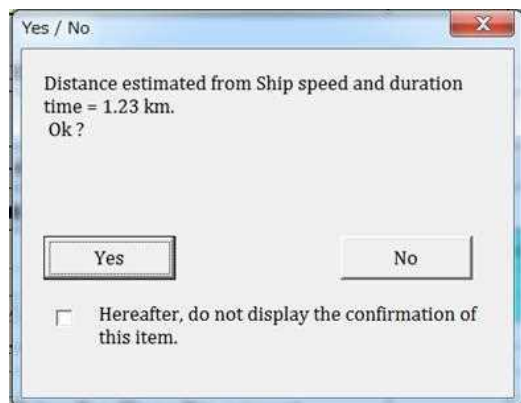 Yes / No
Distance estimated from Ship speed and duration
time = 1.23 km.
Ok ?
Yes
No
Hereafter, do not display the confirmation of
this item.